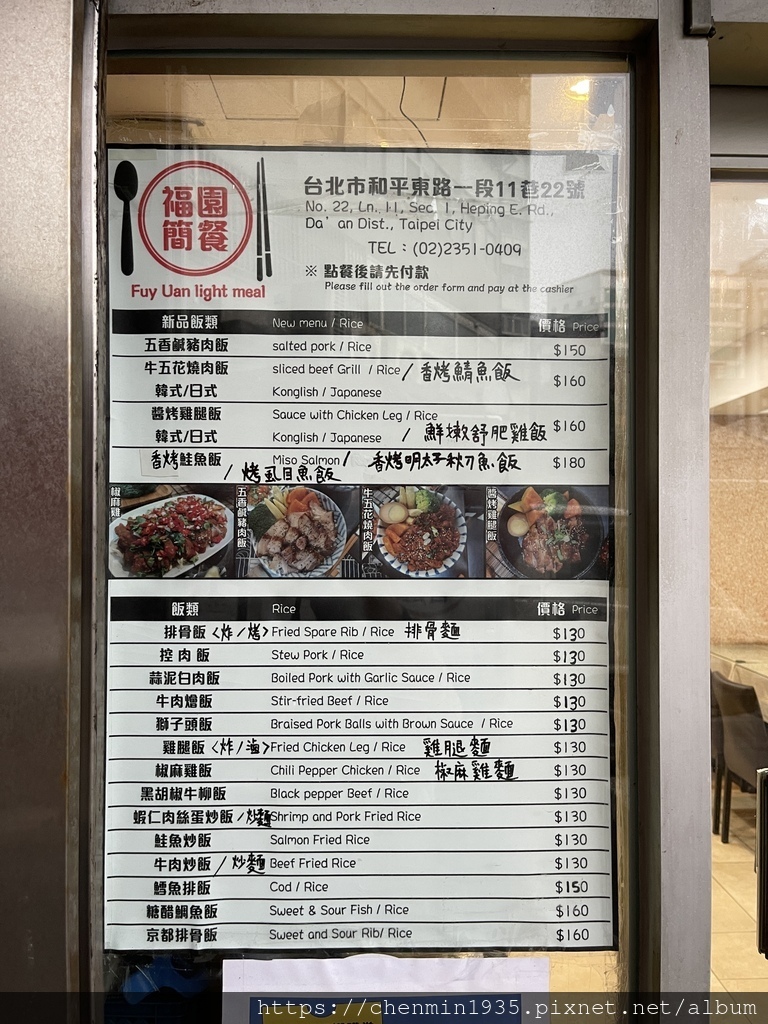 福園
簡餐
Fuy Uan light meal
台北市和平東路一段11巷22號
No. 22, Ln. 11, Sec. 1, Heping E. Rd.,
Da'an Dist., Taipei City
TEL：(02)2351-0409
※ 點餐後請先付款
Please fill out the order form and pay at the cashier
新品飯類 New menu / Rice 價格 Price
五香鹹豬肉飯 salted pork / Rice $150
牛五花燒肉飯 sliced beef Grill / Rice / 香烤鯖魚飯
韓式/日式 Konglish / Japanese $160
醬烤雞腿飯 Sauce with Chicken Leg / Rice
韓式/日式 Konglish / Japanese / 鮮嫩舒肥雞飯 $160
香烤鮭魚飯 Miso Salmon / 香烤明太子秋刀魚飯 $180
/ 烤虱目魚飯
椒麻雞
五香鹹豬肉飯
牛五花燒肉飯
醬烤雞腿飯
飯類 Rice 價格 Price
排骨飯〈炸/烤〉Fried Spare Rib / Rice 排骨麵 $130
控肉飯 Stew Pork / Rice $130
蒜泥白肉飯 Boiled Pork with Garlic Sauce / Rice $130
牛肉燴飯 Stir-fried Beef / Rice $130
獅子頭飯 Braised Pork Balls with Brown Sauce / Rice $130
雞腿飯〈炸/滷〉Fried Chicken Leg / Rice 雞腿麵 $130
椒麻雞飯 Chili Pepper Chicken / Rice 椒麻雞麵 $130
黑胡椒牛柳飯 Black pepper Beef / Rice $130
蝦仁肉絲蛋炒飯/炒麵 Shrimp and Pork Fried Rice $130
鮭魚炒飯 Salmon Fried Rice $130
牛肉炒飯/炒麵 Beef Fried Rice $130
鱈魚排飯 Cod / Rice $150
糖醋鯛魚飯 Sweet & Sour Fish / Rice $160
京都排骨飯 Sweet and Sour Rib/ Rice $160
https://chenmin1935.pixnet.net/album